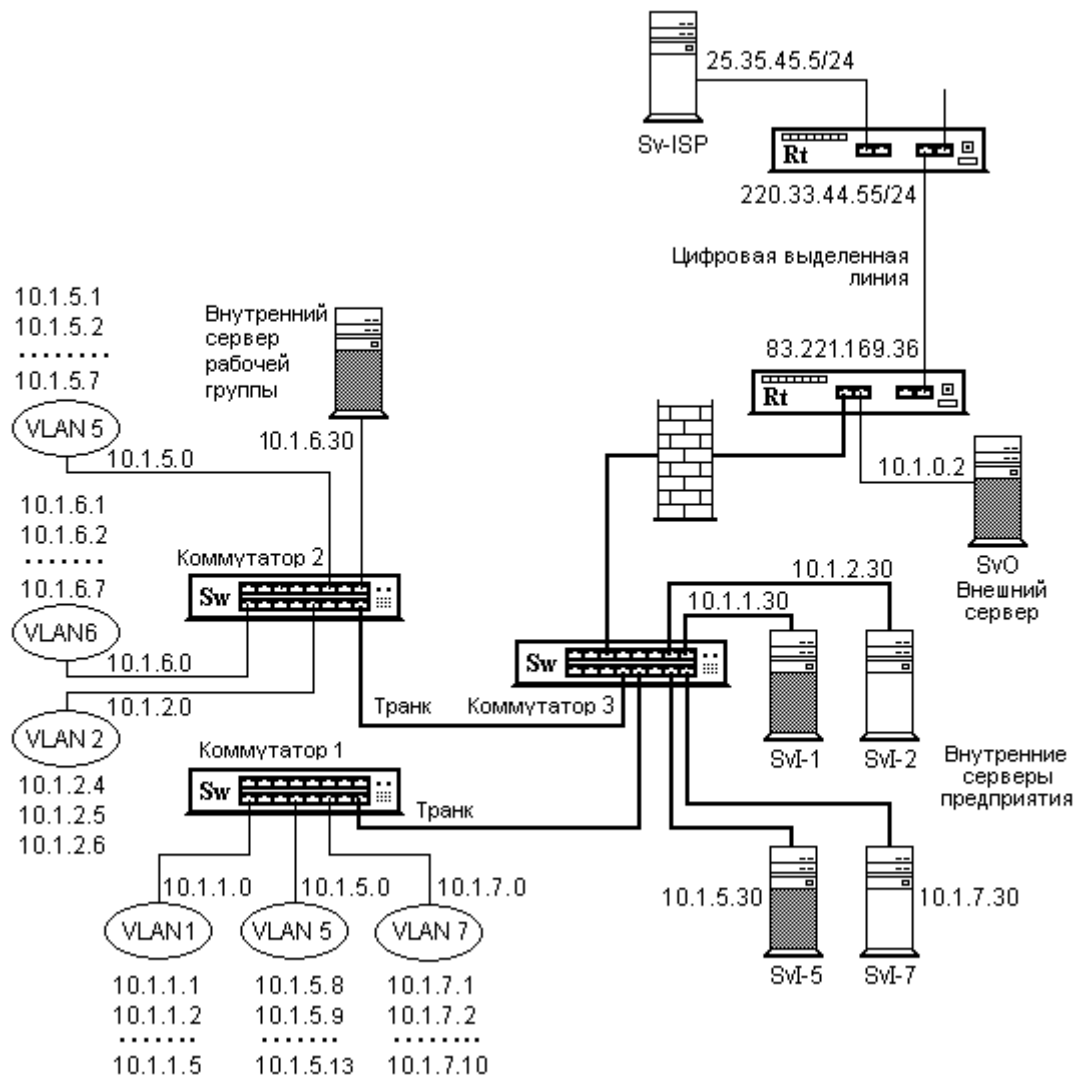 25.35.45.5/24
Sv-ISP
Rt
220.33.44.55/24
Цифровая выделенная
линия
83.221.169.36
Rt
10.1.0.2
SvO
Внешний
сервер
10.1.5.1
10.1.5.2
........
10.1.5.7
VLAN 5
10.1.5.0
Внутренний
сервер
рабочей
группы
10.1.6.30
10.1.6.1
10.1.6.2
........
10.1.6.7
VLAN6
10.1.6.0
Коммутатор 2
Sw
10.1.2.0
VLAN 2
10.1.2.4
10.1.2.5
10.1.2.6
Транк
Коммутатор 3
Sw
10.1.2.30
10.1.1.30
SvI-1
SvI-2
Внутренние
серверы
предприятия
Коммутатор 1
Sw
Транк
10.1.5.30
SvI-5
10.1.7.30
SvI-7
10.1.1.0
VLAN1
10.1.1.1
10.1.1.2
........
10.1.1.5
10.1.5.0
VLAN 5
10.1.5.8
10.1.5.9
........
10.1.5.13
10.1.7.0
VLAN 7
10.1.7.1
10.1.7.2
.........
10.1.7.10